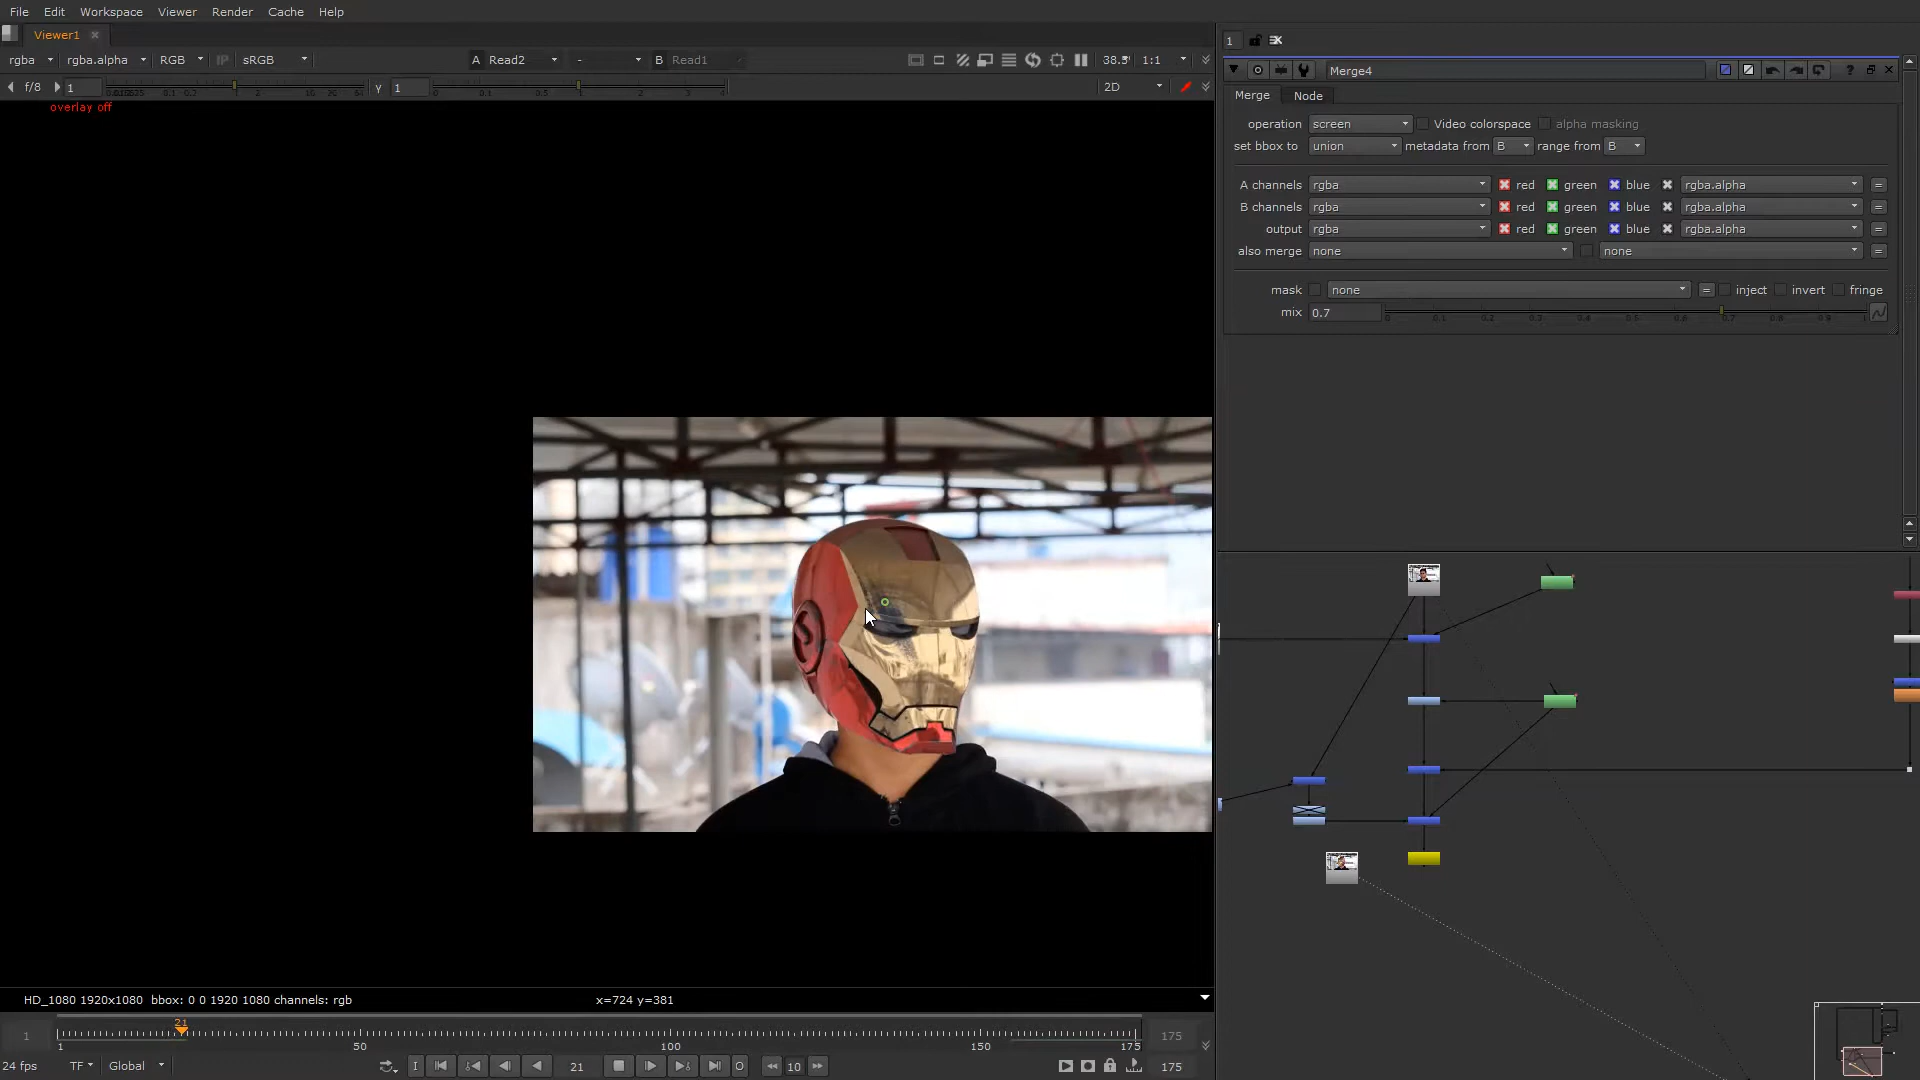 File Edit Workspace Viewer Render Cache Help
Viewer1
rgba rgba.alpha RGB IP sRGB A Read2 - B Read1 1:1
f/8 1 Y 1 2D
overlay off
HD_1080 1920x1080 bbox: 0 0 1920 1080 channels: rgb x=724 y=381
1 21 175
1 50 100 150 175
24 fps TF Global I 21 O 10 175
1
Merge4 ?
Merge Node
operation screen Video colorspace alpha masking
set bbox to union metadata from B range from B
A channels rgba red green blue rgba.alpha =
B channels rgba red green blue rgba.alpha =
output rgba red green blue rgba.alpha =
also merge none none =
mask none = inject invert fringe
mix 0.7